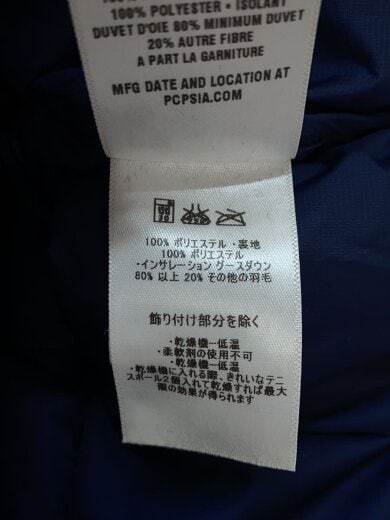 100% POLYESTER • ISOLANT
DUVET D'OIE 80% MINIMUM DUVET
20% AUTRE FIBRE
A PART LA GARNITURE
MFG DATE AND LOCATION AT
PCPSIA.COM
100% ポリエステル ・裏地
100% ポリエステル
・インサレーション グースダウン
80% 以上 20% その他の羽毛
飾り付け部分を除く
・乾燥機ー低温
・柔軟剤の使用不可
・乾燥機ー低温
・乾燥機に入れる際、きれいなテニ
スボール2個入れて乾燥すれば最大
限の効果が得られます